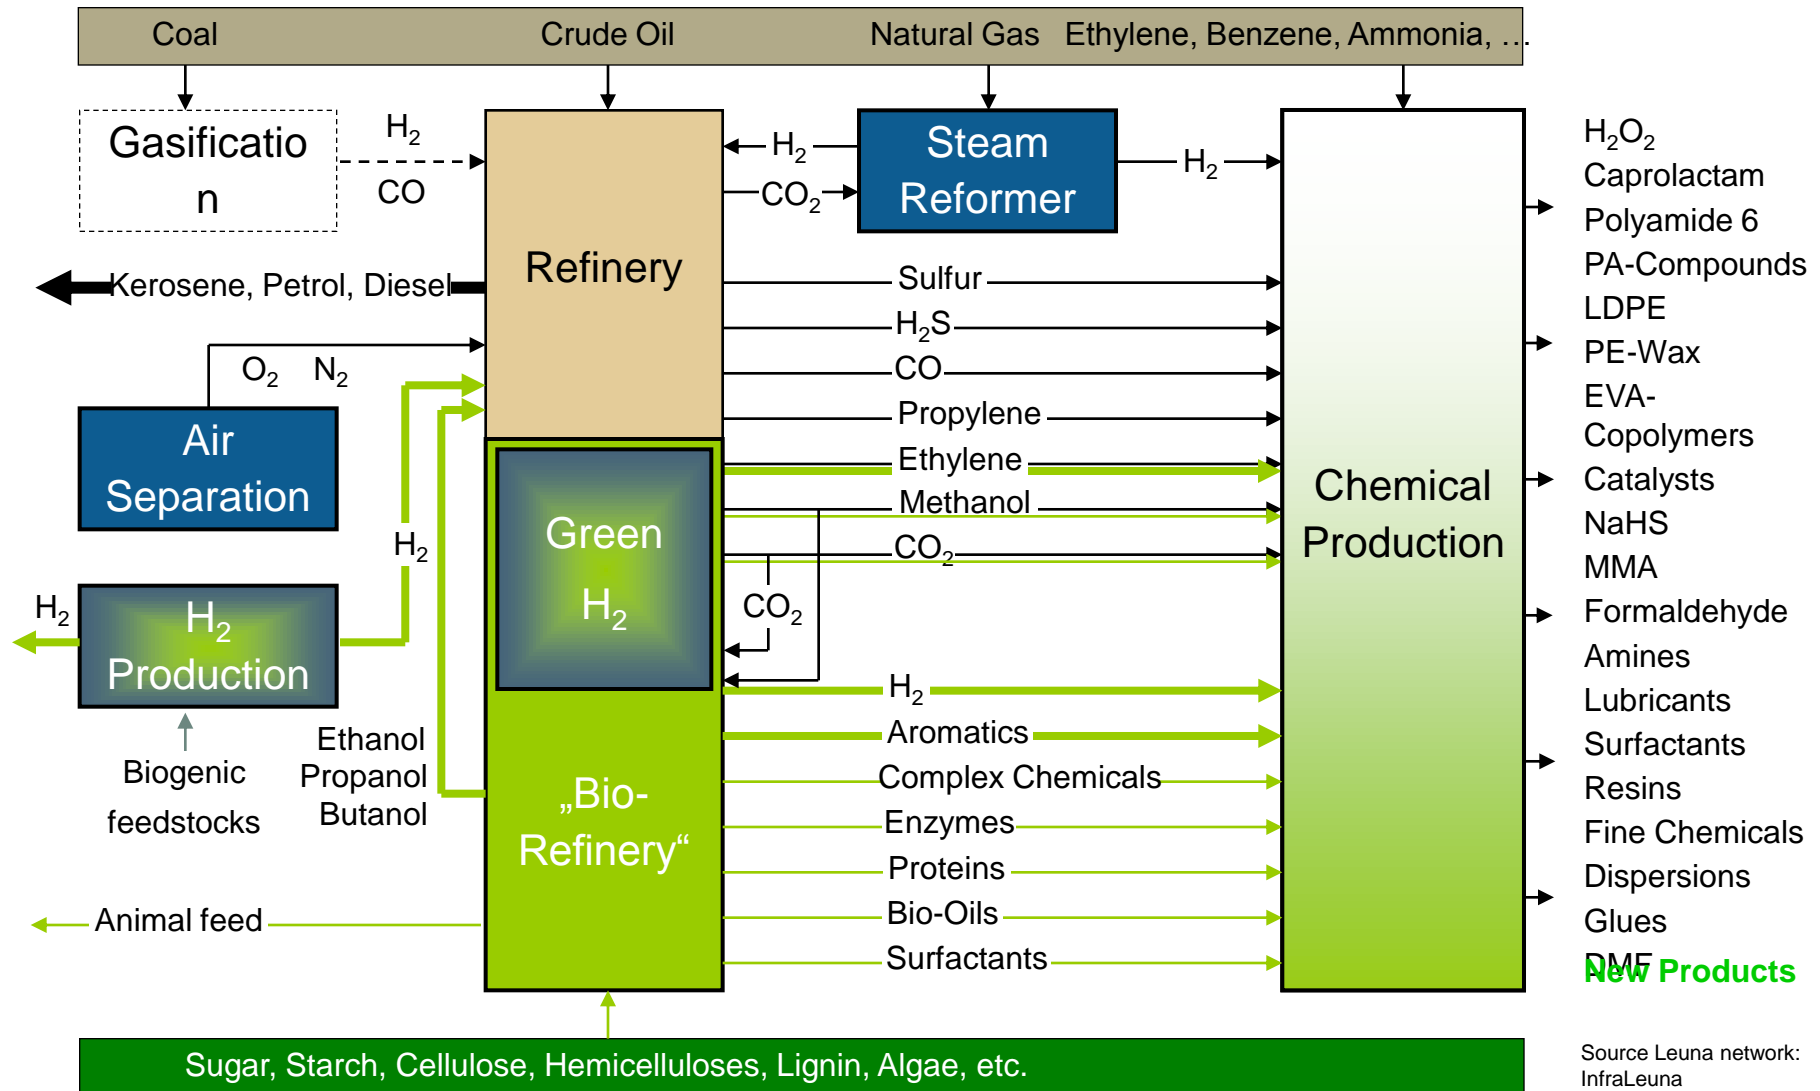 Coal
Crude Oil
Natural Gas
Ethylene, Benzene, Ammonia, …
Gasificatio
n
H₂
CO
Refinery
H₂
CO₂
Steam
Reformer
H₂
Kerosene, Petrol, Diesel
O₂ N₂
Air
Separation
H₂
H₂
H₂
Production
Biogenic
feedstocks
Ethanol
Propanol
Butanol
Animal feed
Green
H₂
„Bio-
Refinery“
Sulfur
H₂S
CO
Propylene
Ethylene
Methanol
CO₂
CO₂
H₂
Aromatics
Complex Chemicals
Enzymes
Proteins
Bio-Oils
Surfactants
Chemical
Production
H₂O₂
Caprolactam
Polyamide 6
PA-Compounds
LDPE
PE-Wax
EVA-
Copolymers
Catalysts
NaHS
MMA
Formaldehyde
Amines
Lubricants
Surfactants
Resins
Fine Chemicals
Dispersions
Glues
DMF
New Products
Sugar, Starch, Cellulose, Hemicelluloses, Lignin, Algae, etc.
Source Leuna network:
InfraLeuna